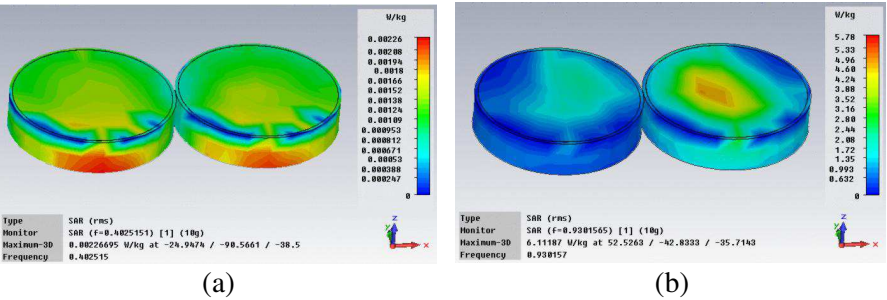 W/kg
0.00226
0.00208
0.00194
0.0018
0.00166
0.00152
0.00138
0.00124
0.00109
0.000953
0.000812
0.000671
0.00053
0.000388
0.000247
0
Type SAR (rms)
Monitor SAR (f=0.4025151) [1] (10g)
Maximum-3D 0.00226695 W/kg at -24.9474 / -90.5661 / -38.5
Frequency 0.402515
z
y
x
(a)
W/kg
5.78
5.33
4.96
4.60
4.24
3.88
3.52
3.16
2.80
2.44
2.08
1.72
1.35
0.993
0.632
0
Type SAR (rms)
Monitor SAR (f=0.9301565) [1] (10g)
Maximum-3D 6.11187 W/kg at 52.5263 / -42.8333 / -35.7143
Frequency 0.930157
z
y
x
(b)